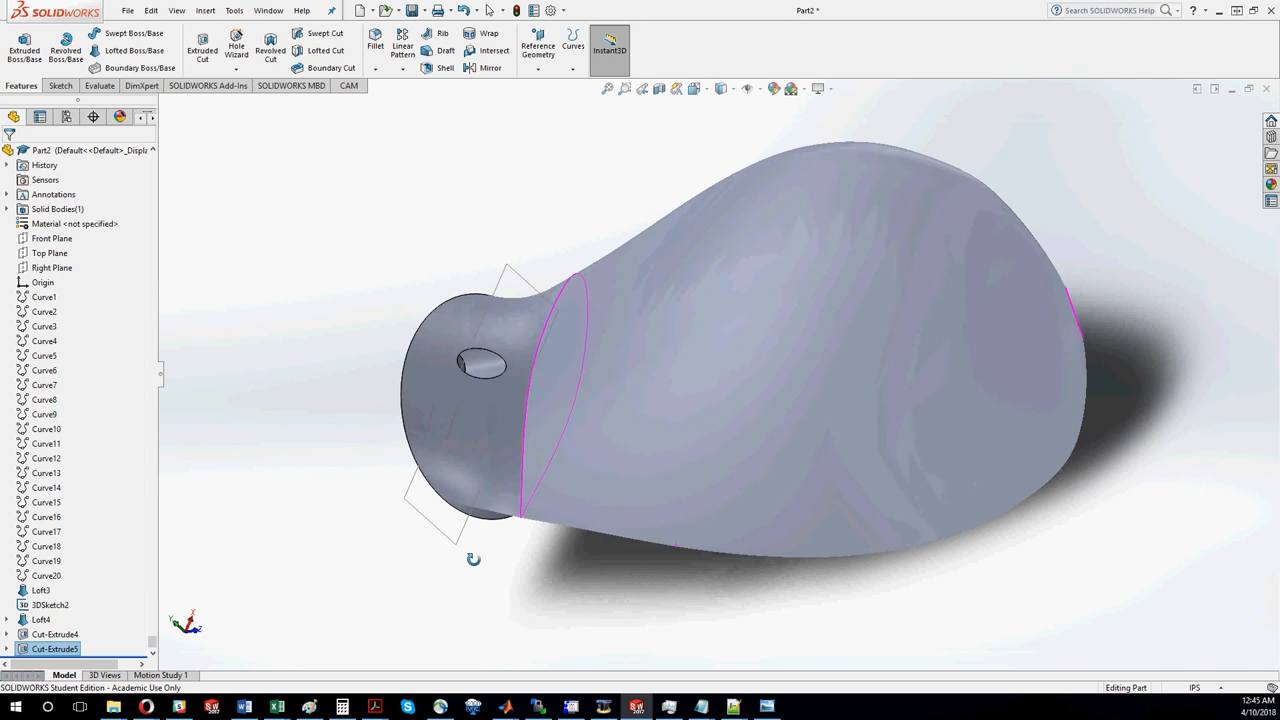 SOLIDWORKS
File Edit View Insert Tools Window Help
Part2 *
Search SOLIDWORKS Help
Extruded Boss/Base
Revolved Boss/Base
Swept Boss/Base
Lofted Boss/Base
Boundary Boss/Base
Extruded Cut
Hole Wizard
Revolved Cut
Swept Cut
Lofted Cut
Boundary Cut
Fillet
Linear Pattern
Rib
Draft
Shell
Wrap
Intersect
Mirror
Reference Geometry
Curves
Instant3D
Features Sketch Evaluate DimXpert SOLIDWORKS Add-Ins SOLIDWORKS MBD CAM
Part2 (Default<<Default>_Displa
History
Sensors
Annotations
Solid Bodies(1)
Material <not specified>
Front Plane
Top Plane
Right Plane
Origin
Curve1
Curve2
Curve3
Curve4
Curve5
Curve6
Curve7
Curve8
Curve9
Curve10
Curve11
Curve12
Curve13
Curve14
Curve15
Curve16
Curve17
Curve18
Curve19
Curve20
Loft3
3D 3DSketch2
Loft4
Cut-Extrude4
Cut-Extrude5
X
Y
Z
Model 3D Views Motion Study 1
SOLIDWORKS Student Edition - Academic Use Only
Editing Part
IPS
12:45 AM
4/10/2018